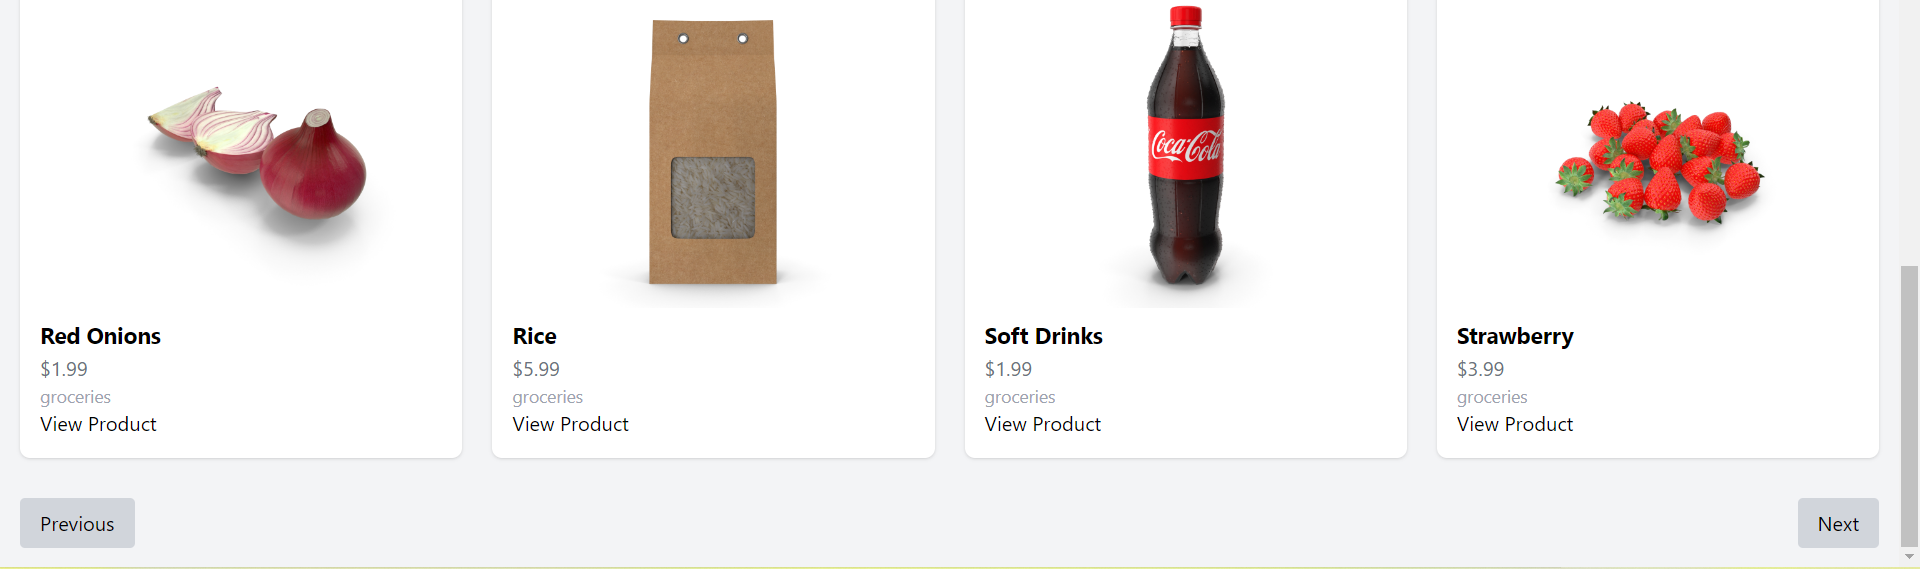 Coca-Cola
Red Onions
$1.99
groceries
View Product
Rice
$5.99
groceries
View Product
Soft Drinks
$1.99
groceries
View Product
Strawberry
$3.99
groceries
View Product
Previous
Next